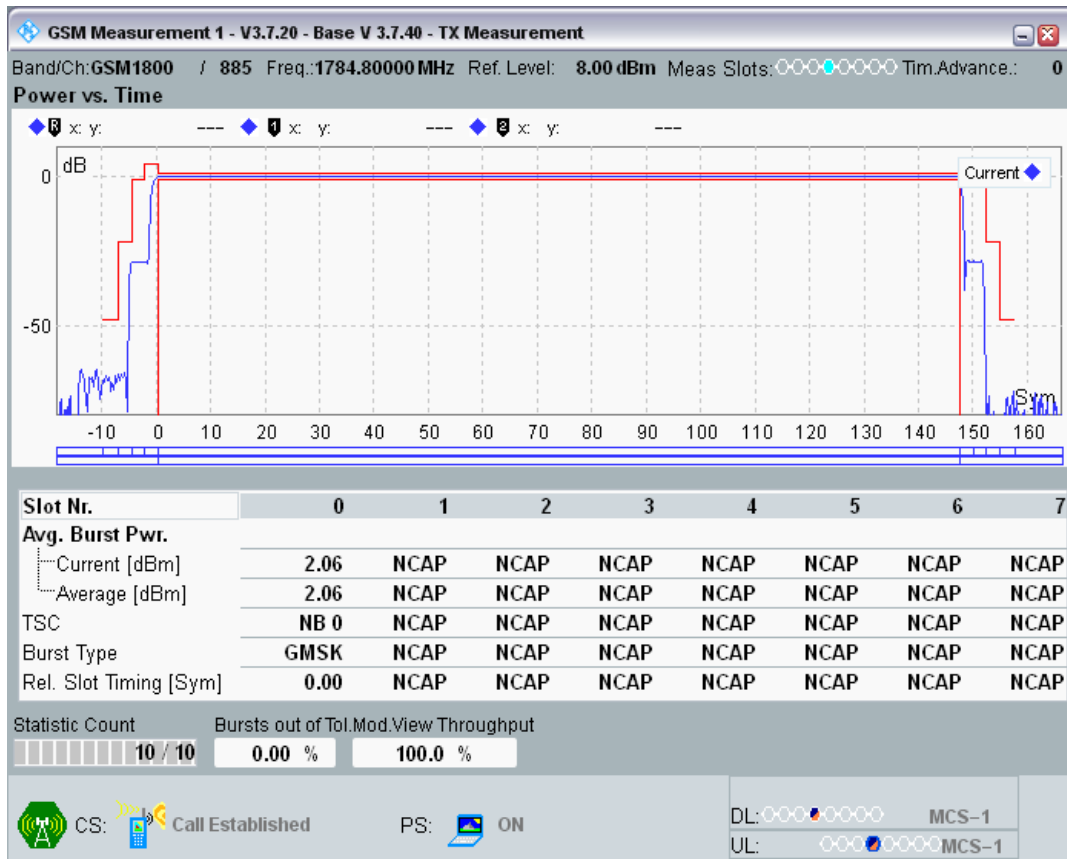 GSM Measurement 1 - V3.7.20 - Base V 3.7.40 - TX Measurement
Band/Ch:GSM1800 / 885 Freq.:1784.80000 MHz Ref. Level: 8.00 dBm Meas Slots: Tim.Advance.: 0
Power vs. Time
R x: y: --- 1 x: y: --- 2 x: y: ---
dB
Current
0
-50
Sym
-10 0 10 20 30 40 50 60 70 80 90 100 110 120 130 140 150 160
Slot Nr. 0 1 2 3 4 5 6 7
Avg. Burst Pwr.
Current [dBm] 2.06 NCAP NCAP NCAP NCAP NCAP NCAP NCAP
Average [dBm] 2.06 NCAP NCAP NCAP NCAP NCAP NCAP NCAP
TSC NB 0 NCAP NCAP NCAP NCAP NCAP NCAP NCAP
Burst Type GMSK NCAP NCAP NCAP NCAP NCAP NCAP NCAP
Rel. Slot Timing [Sym] 0.00 NCAP NCAP NCAP NCAP NCAP NCAP NCAP
Statistic Count Bursts out of Tol.Mod.View Throughput
10 / 10 0.00 % 100.0 %
CS: Call Established PS: ON
DL: MCS-1
UL: MCS-1